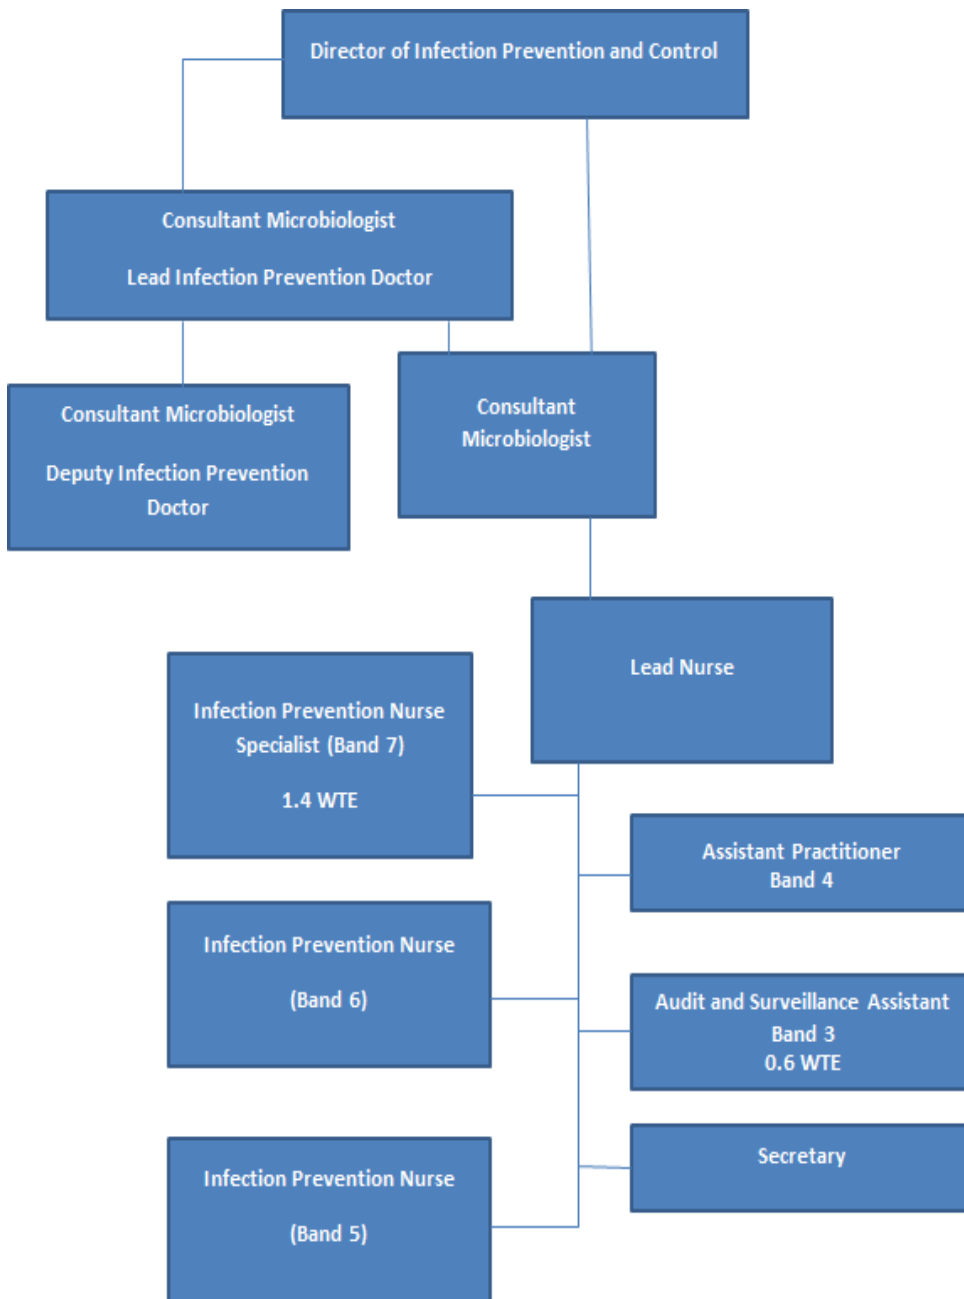 Director of Infection Prevention and Control
Consultant Microbiologist
Lead Infection Prevention Doctor
Consultant Microbiologist
Deputy Infection Prevention
Doctor
Consultant
Microbiologist
Lead Nurse
Infection Prevention Nurse
Specialist (Band 7)
1.4 WTE
Assistant Practitioner
Band 4
Infection Prevention Nurse
(Band 6)
Audit and Surveillance Assistant
Band 3
0.6 WTE
Secretary
Infection Prevention Nurse
(Band 5)